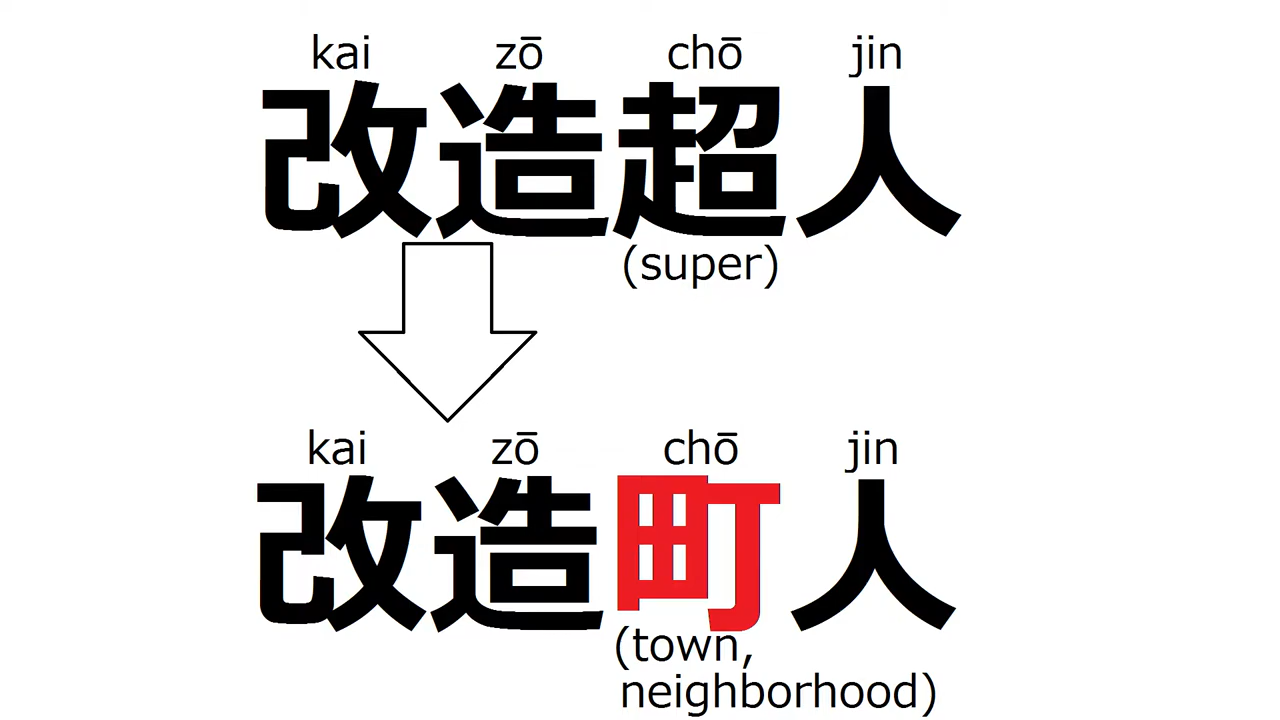 kai zō chō jin
改造超人
(super)
kai zō chō jin
改造町人
(town,
neighborhood)